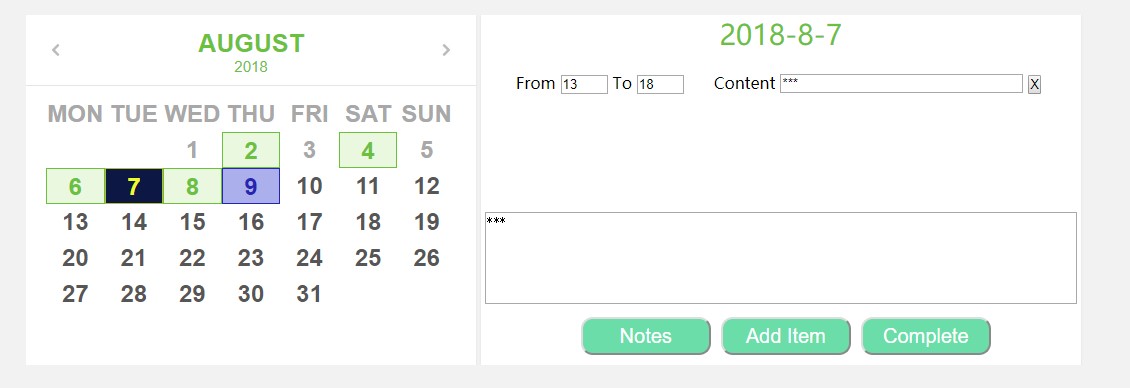 ‹ AUGUST ›
2018
MON TUE WED THU FRI SAT SUN
1 2 3 4 5
6 7 8 9 10 11 12
13 14 15 16 17 18 19
20 21 22 23 24 25 26
27 28 29 30 31
2018-8-7
From 13 To 18 Content *** X
***
Notes Add Item Complete